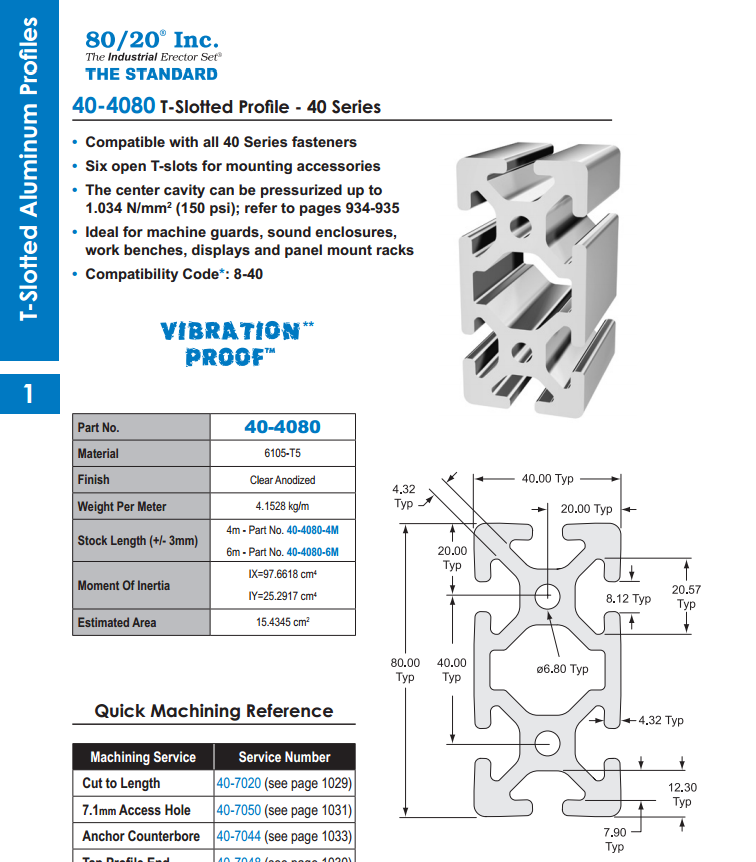 T-Slotted Aluminum Profiles
1
80/20® Inc.
The Industrial Erector Set®
THE STANDARD
40-4080 T-Slotted Profile - 40 Series
• Compatible with all 40 Series fasteners
• Six open T-slots for mounting accessories
• The center cavity can be pressurized up to
1.034 N/mm² (150 psi); refer to pages 934-935
• Ideal for machine guards, sound enclosures,
work benches, displays and panel mount racks
• Compatibility Code*: 8-40
VIBRATION**
PROOF™
Part No. 40-4080
Material 6105-T5
Finish Clear Anodized
Weight Per Meter 4.1528 kg/m
Stock Length (+/- 3mm) 4m - Part No. 40-4080-4M
6m - Part No. 40-4080-6M
Moment Of Inertia IX=97.6618 cm⁴
IY=25.2917 cm⁴
Estimated Area 15.4345 cm²
Quick Machining Reference
Machining Service Service Number
Cut to Length 40-7020 (see page 1029)
7.1mm Access Hole 40-7050 (see page 1031)
Anchor Counterbore 40-7044 (see page 1033)
Tap Profile End 40-7048 (see page 1030)
4.32
Typ
40.00 Typ
20.00 Typ
20.00
Typ
8.12 Typ
20.57
Typ
80.00
Typ
40.00
Typ
ø6.80 Typ
4.32 Typ
12.30
Typ
7.90
Typ